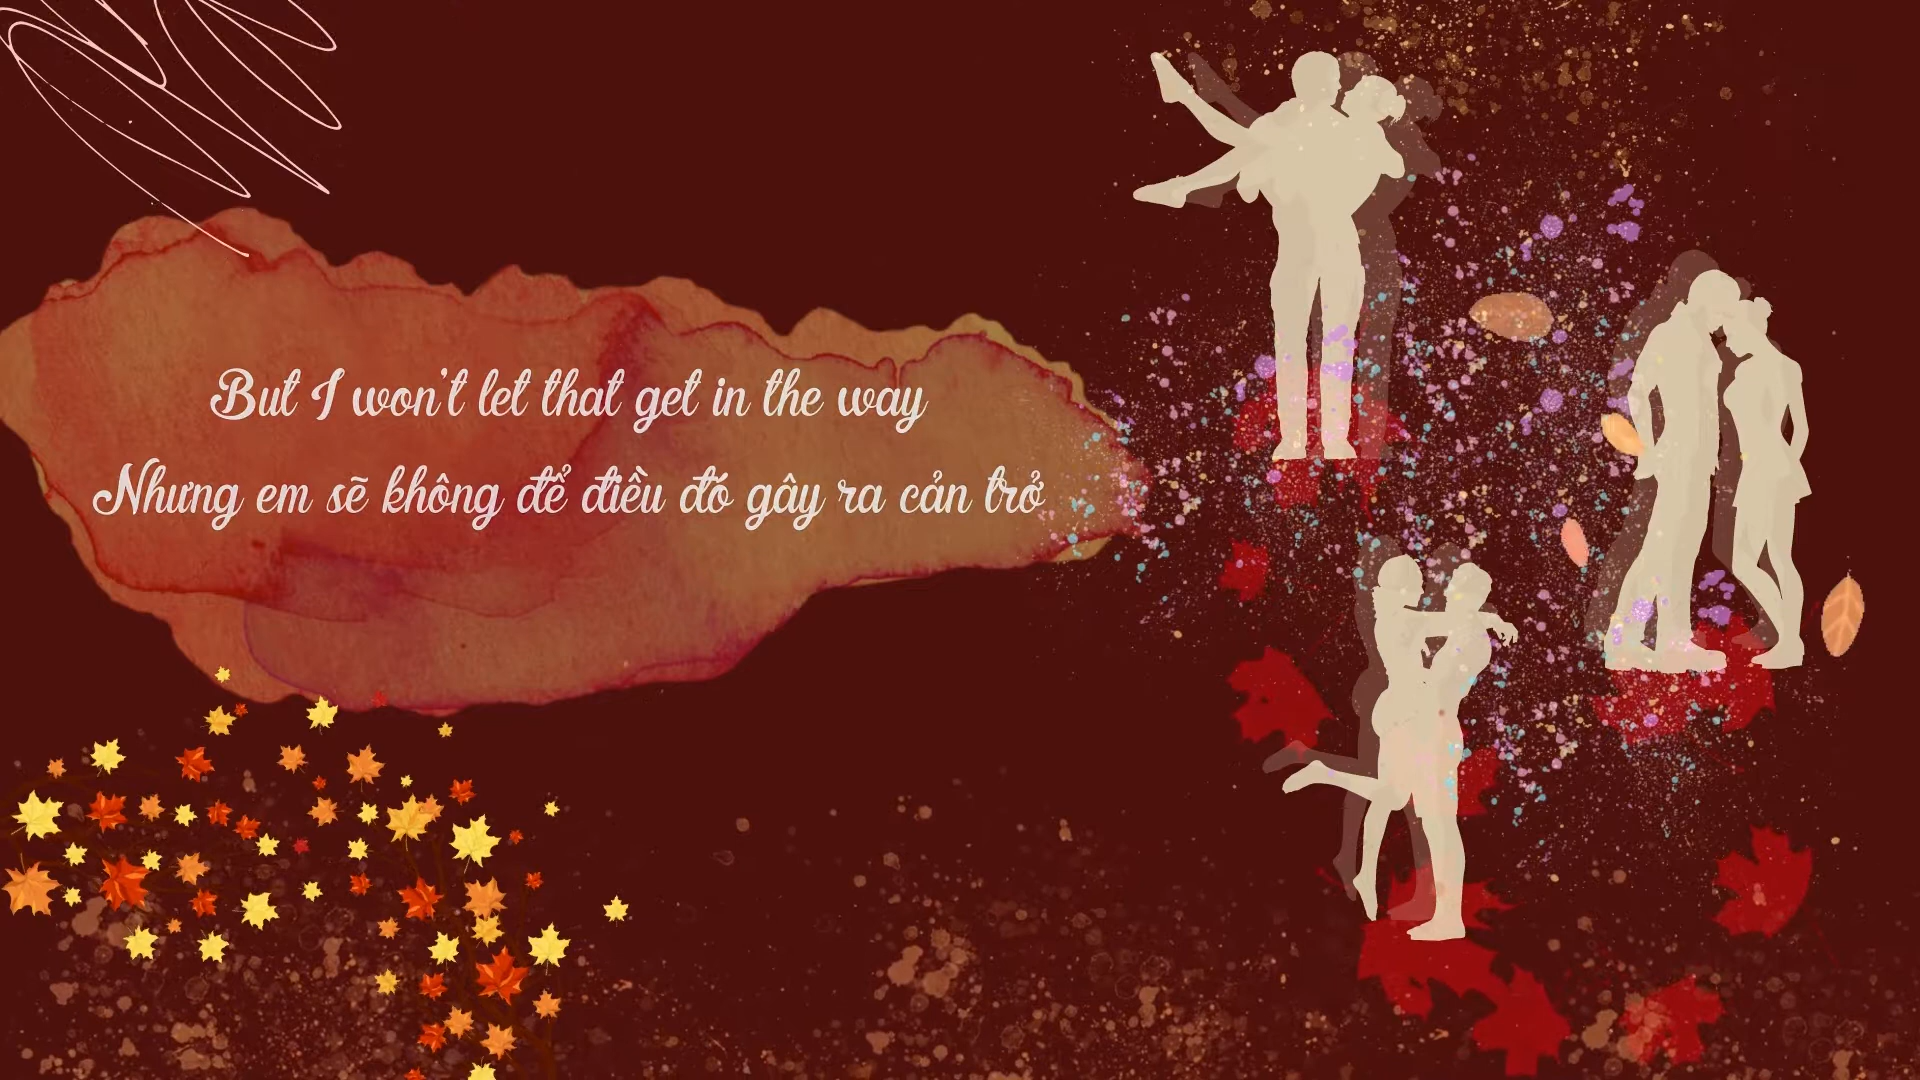 But I won't let that get in the way
Nhưng em sẽ không để điều đó gây ra cản trở